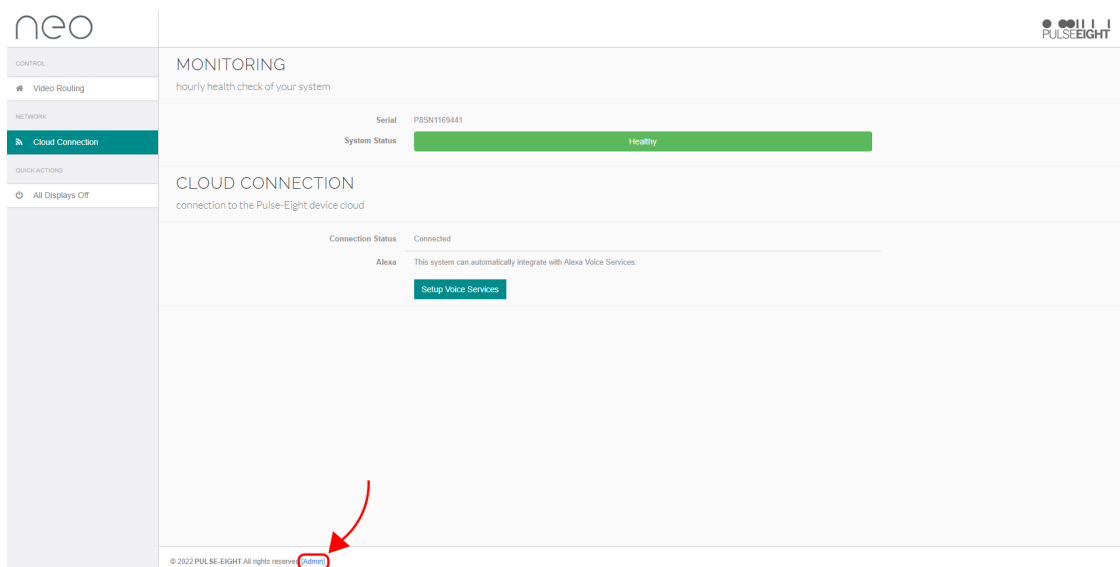 neo
PULSEEIGHT
CONTROL
Video Routing
NETWORK
Cloud Connection
QUICK ACTIONS
All Displays Off
MONITORING
hourly health check of your system
Serial P8SN1169441
System Status Healthy
CLOUD CONNECTION
connection to the Pulse-Eight device cloud
Connection Status Connected
Alexa This system can automatically integrate with Alexa Voice Services.
Setup Voice Services
© 2022 PULSE-EIGHT All rights reserved [Admin]